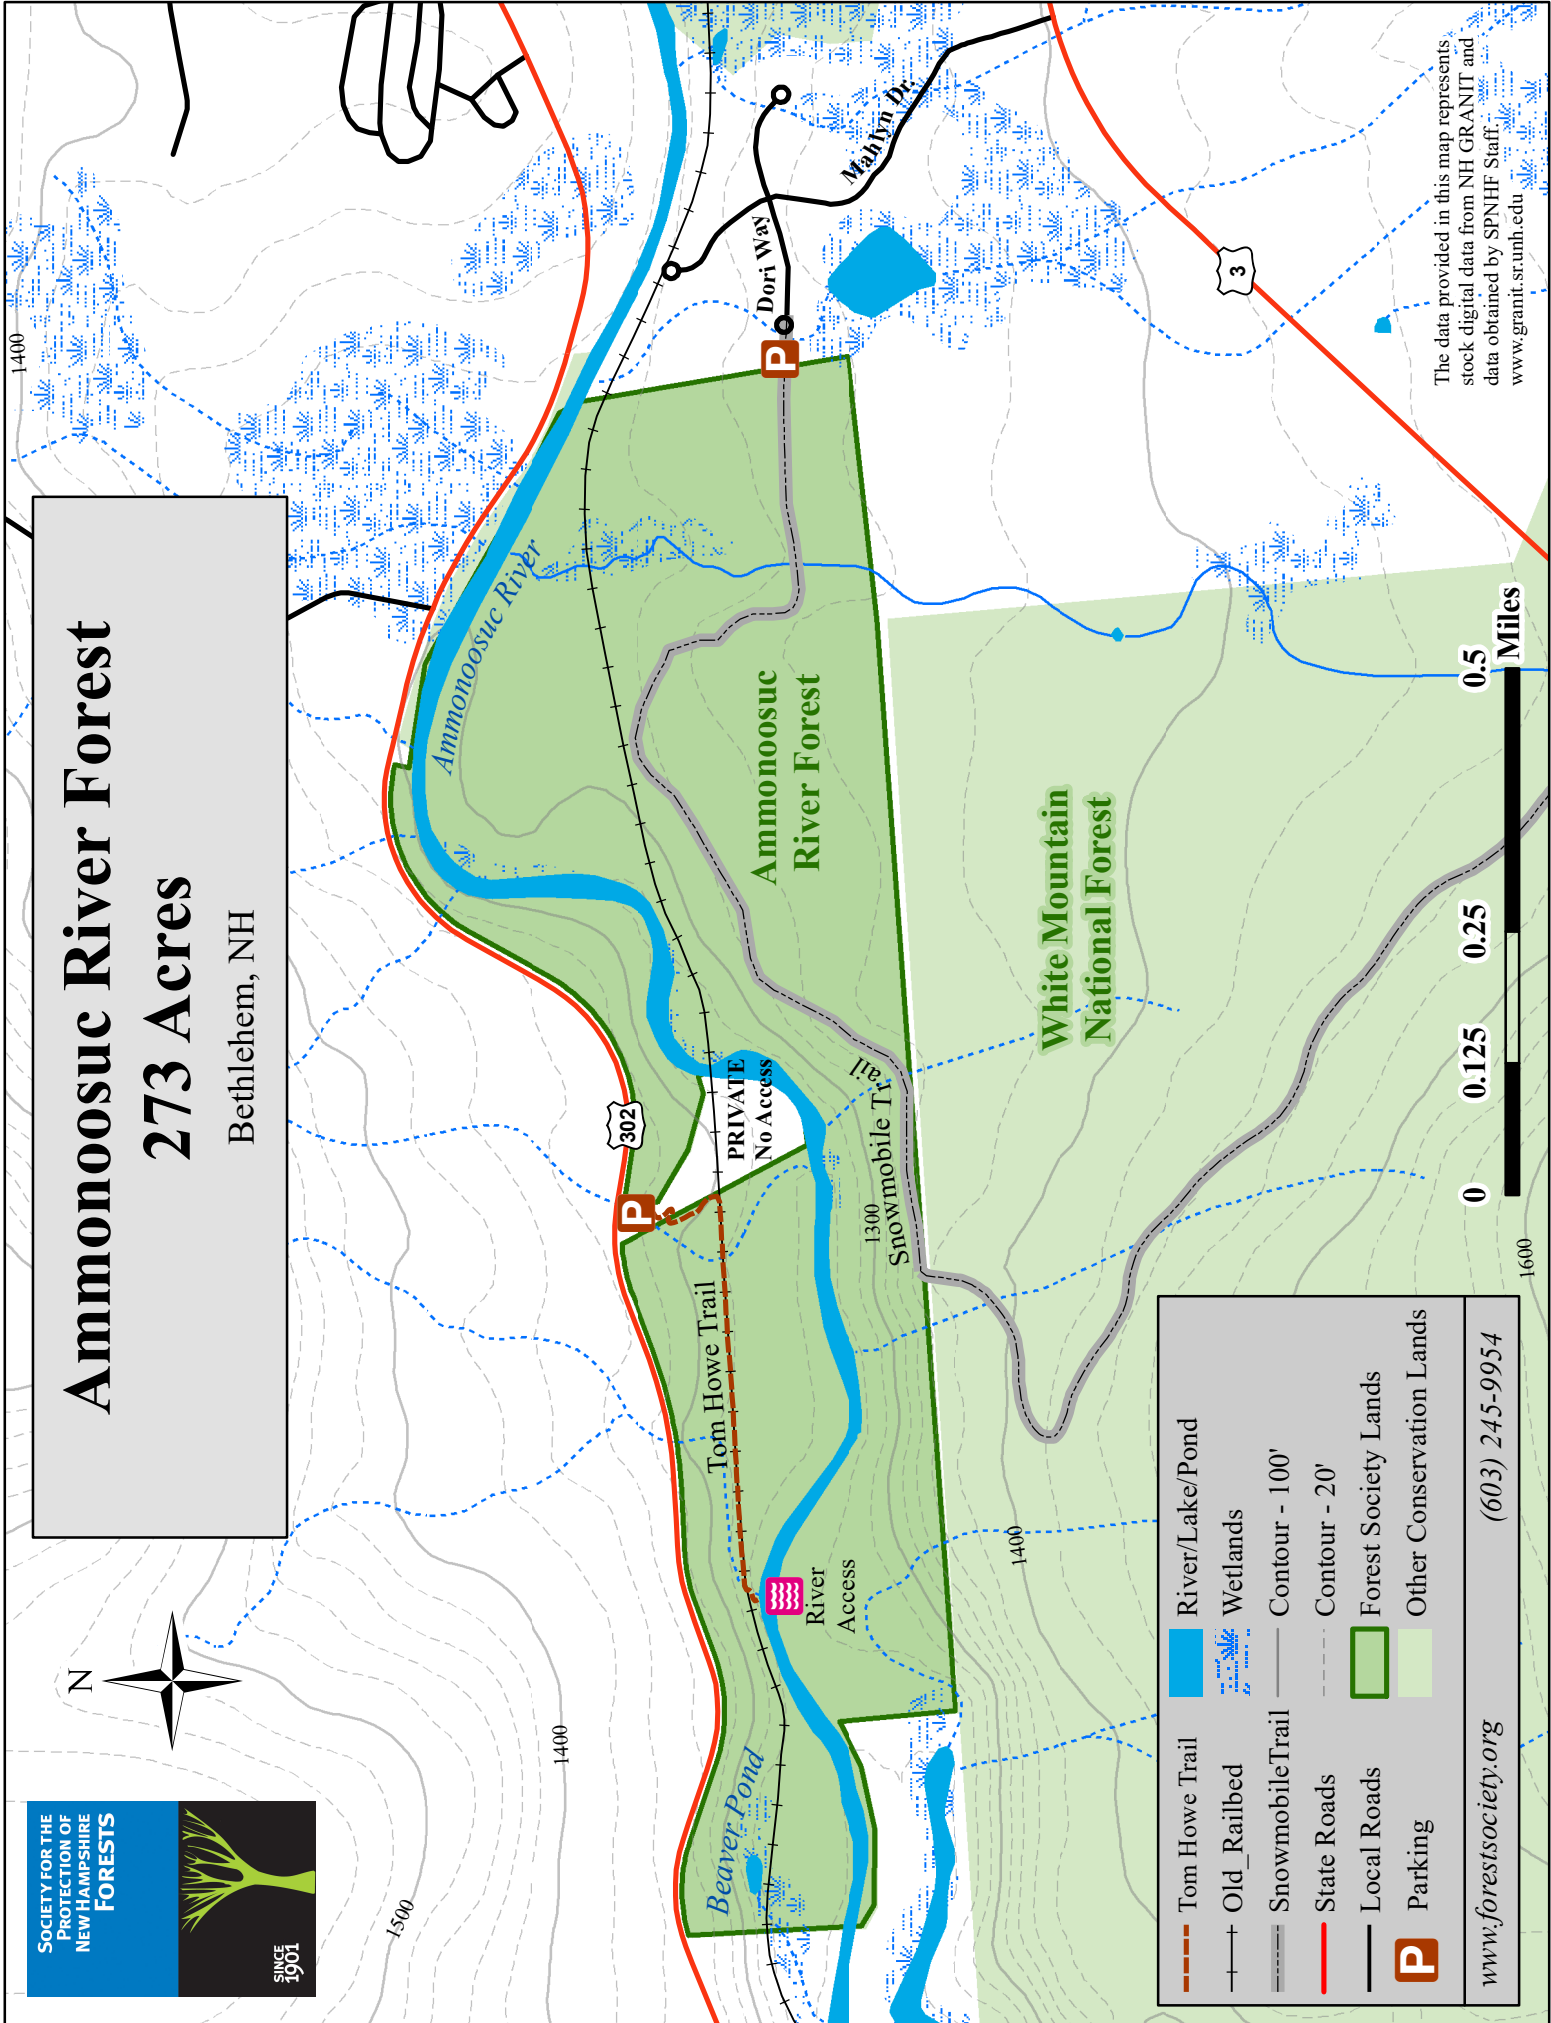 SOCIETY FOR THE
PROTECTION OF
NEW HAMPSHIRE
FORESTS
SINCE
1901
N
Ammonoosuc River Forest
273 Acres
Bethlehem, NH
1400
1500
1400
302
Ammonoosuc River
Beaver Pond
Tom Howe Trail
River
Access
PRIVATE
No Access
P
P
Dori Way
Mahlyn Dr.
Ammonoosuc
River Forest
1300
Snowmobile Trail
White Mountain
National Forest
1400
3
1600
Tom Howe Trail
Old_Railbed
SnowmobileTrail
State Roads
Local Roads
P Parking
River/Lake/Pond
Wetlands
Contour - 100'
Contour - 20'
Forest Society Lands
Other Conservation Lands
www.forestsociety.org (603) 245-9954
0 0.125 0.25 0.5
Miles
The data provided in this map represents
stock digital data from NH GRANIT and
data obtained by SPNHF Staff.
www.granit.sr.unh.edu